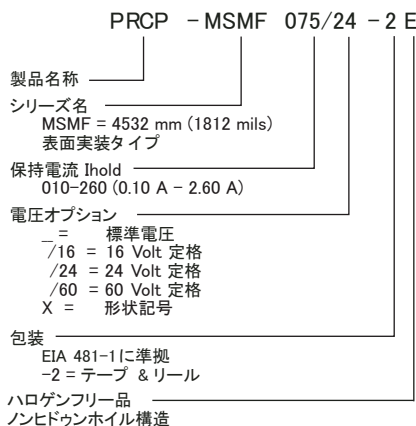 PRCP - MSMF 075/24 - 2 E
製品名称
シリーズ名
MSMF = 4532 mm (1812 mils)
表面実装タイプ
保持電流 Ihold
010-260 (0.10 A - 2.60 A)
電圧オプション
_ = 標準電圧
/16 = 16 Volt 定格
/24 = 24 Volt 定格
/60 = 60 Volt 定格
X = 形状記号
包装
EIA 481-1に準拠
-2 = テープ & リール
ハロゲンフリー品
ノンヒドゥンホイル構造